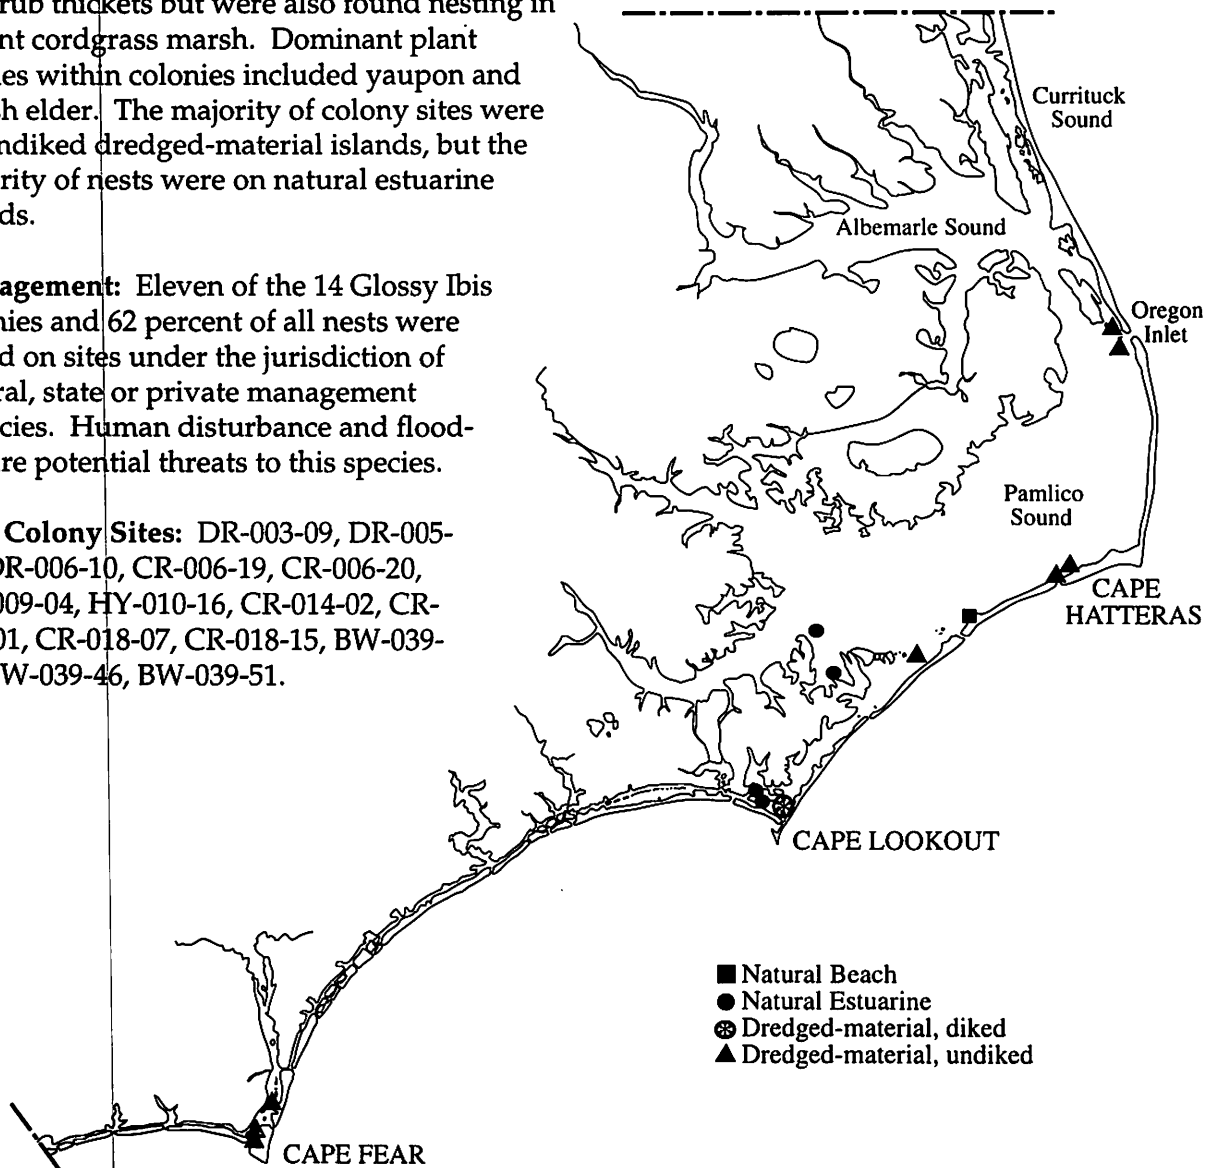 rub thickets but were also found nesting in
nt cordgrass marsh. Dominant plant
es within colonies included yaupon and
h elder. The majority of colony sites were
ndiked dredged-material islands, but the
rity of nests were on natural estuarine
ds.
agement: Eleven of the 14 Glossy Ibis
nies and 62 percent of all nests were
d on sites under the jurisdiction of
ral, state or private management
cies. Human disturbance and flood-
re potential threats to this species.
Colony Sites: DR-003-09, DR-005-
DR-006-10, CR-006-19, CR-006-20,
009-04, HY-010-16, CR-014-02, CR-
01, CR-018-07, CR-018-15, BW-039-
W-039-46, BW-039-51.
Currituck
Sound
Albemarle Sound
Oregon
Inlet
Pamlico
Sound
CAPE
HATTERAS
CAPE LOOKOUT
Natural Beach
Natural Estuarine
Dredged-material, diked
Dredged-material, undiked
CAPE FEAR